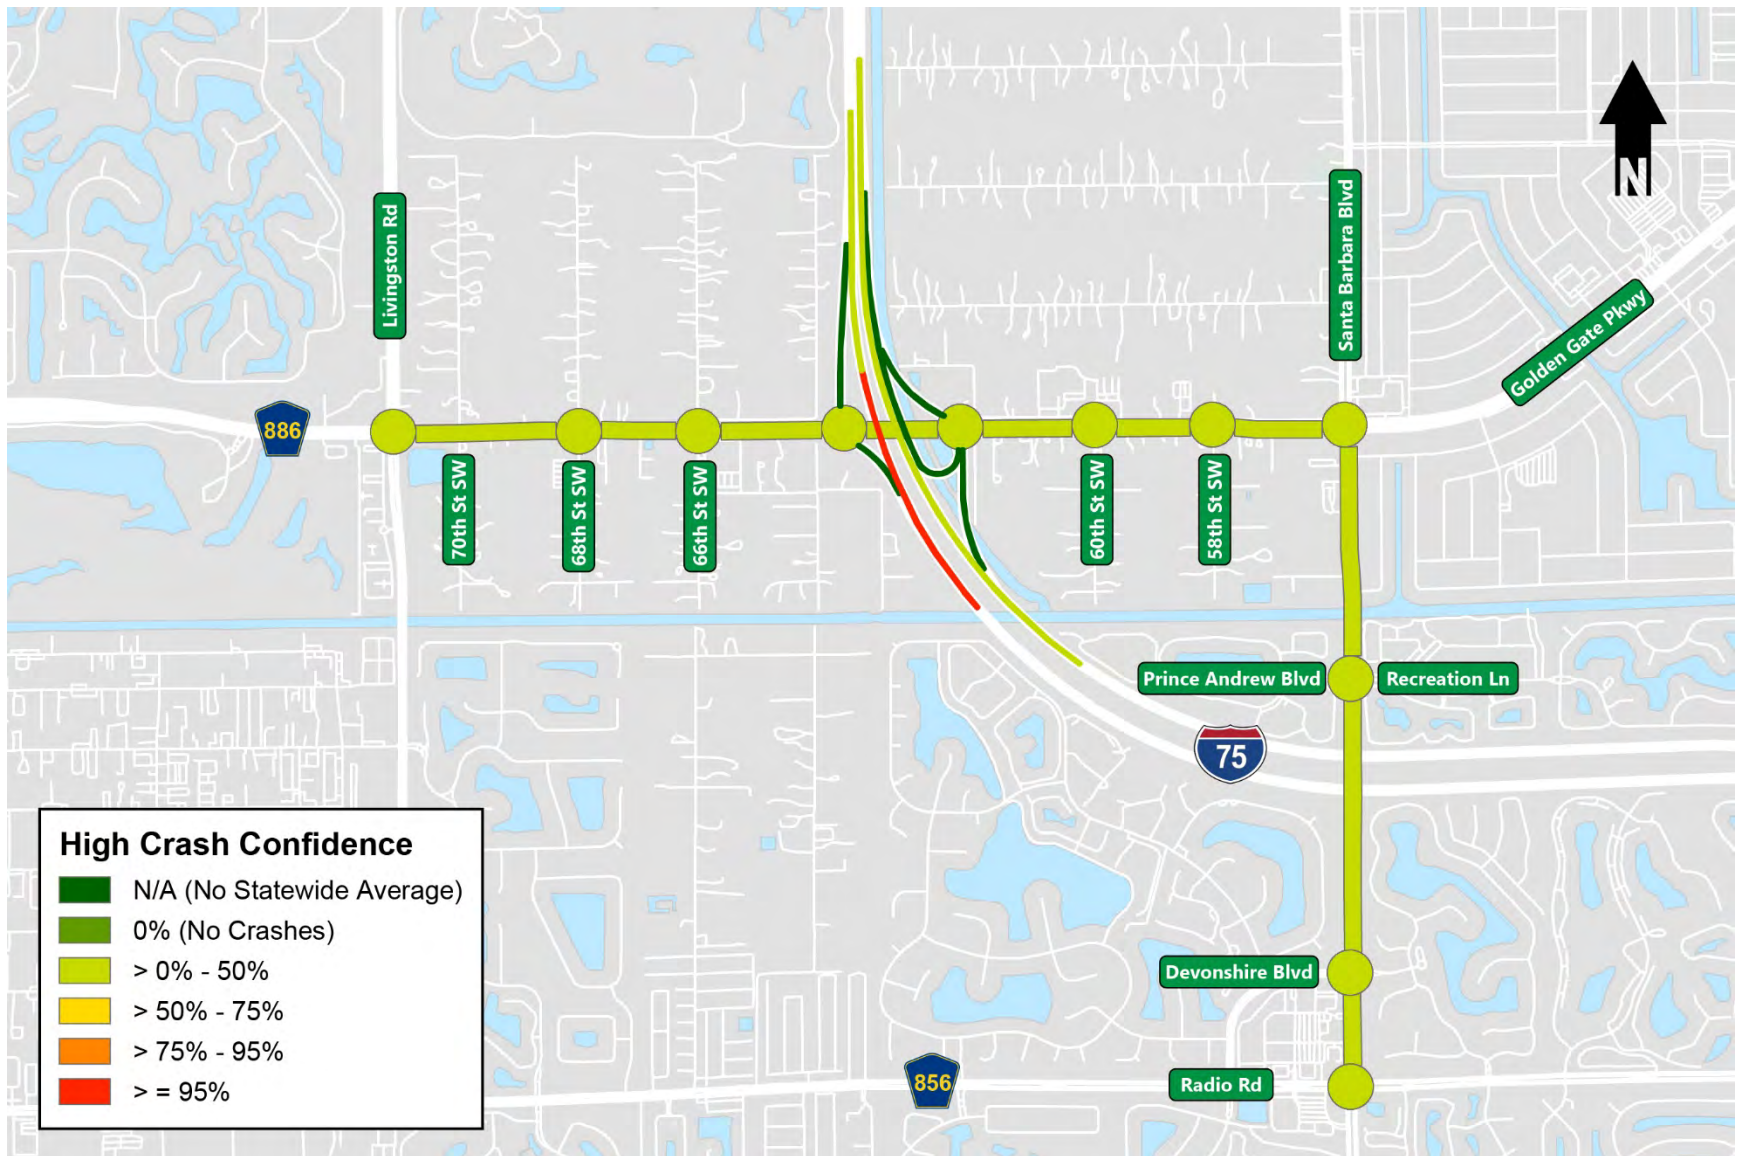 N
Livingston Rd
Santa Barbara Blvd
Golden Gate Pkwy
886
70th St SW
68th St SW
66th St SW
60th St SW
58th St SW
Prince Andrew Blvd
Recreation Ln
75
High Crash Confidence
N/A (No Statewide Average)
0% (No Crashes)
> 0% - 50%
> 50% - 75%
> 75% - 95%
> = 95%
Devonshire Blvd
856
Radio Rd